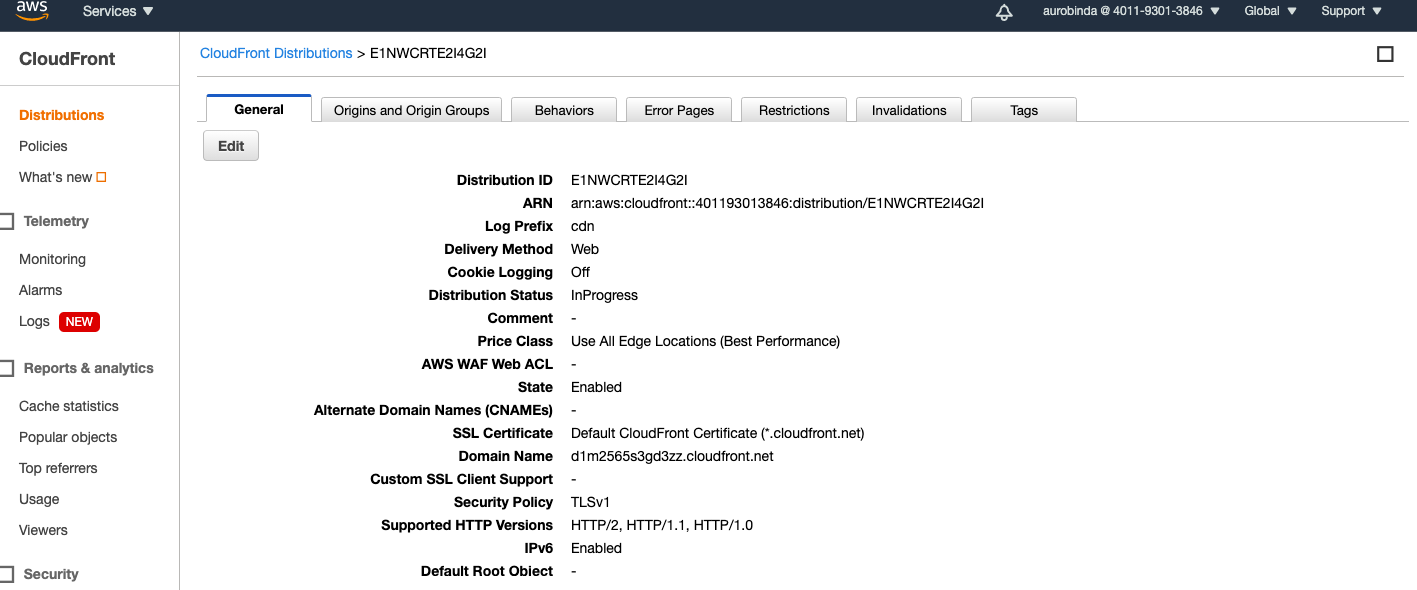 aws
Services
aurobinda @ 4011-9301-3846
Global
Support
CloudFront
Distributions
Policies
What's new
Telemetry
Monitoring
Alarms
Logs NEW
Reports & analytics
Cache statistics
Popular objects
Top referrers
Usage
Viewers
Security
CloudFront Distributions > E1NWCRTE2I4G2I
General
Origins and Origin Groups
Behaviors
Error Pages
Restrictions
Invalidations
Tags
Edit
Distribution ID E1NWCRTE2I4G2I
ARN arn:aws:cloudfront::401193013846:distribution/E1NWCRTE2I4G2I
Log Prefix cdn
Delivery Method Web
Cookie Logging Off
Distribution Status InProgress
Comment -
Price Class Use All Edge Locations (Best Performance)
AWS WAF Web ACL -
State Enabled
Alternate Domain Names (CNAMEs) -
SSL Certificate Default CloudFront Certificate (*.cloudfront.net)
Domain Name d1m2565s3gd3zz.cloudfront.net
Custom SSL Client Support -
Security Policy TLSv1
Supported HTTP Versions HTTP/2, HTTP/1.1, HTTP/1.0
IPv6 Enabled
Default Root Object -